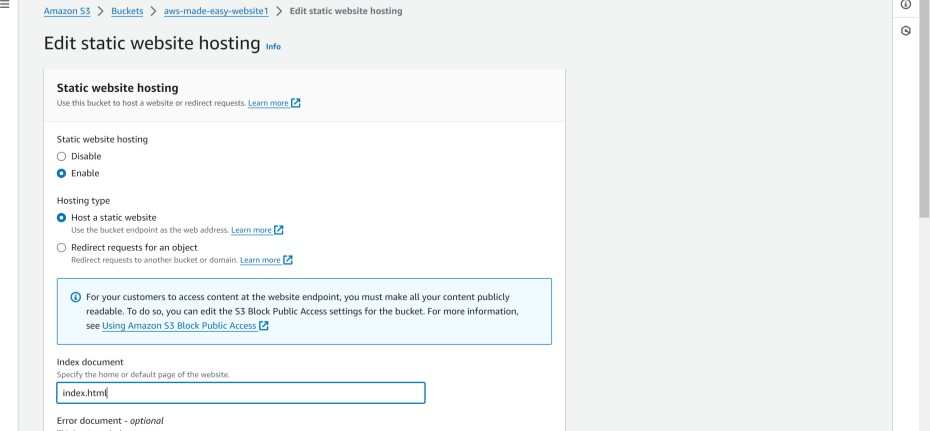 Amazon S3 > Buckets > aws-made-easy-website1 > Edit static website hosting
Edit static website hosting Info
Static website hosting
Use this bucket to host a website or redirect requests. Learn more
Static website hosting
Disable
Enable
Hosting type
Host a static website
Use the bucket endpoint as the web address. Learn more
Redirect requests for an object
Redirect requests to another bucket or domain. Learn more
For your customers to access content at the website endpoint, you must make all your content publicly
readable. To do so, you can edit the S3 Block Public Access settings for the bucket. For more information,
see Using Amazon S3 Block Public Access
Index document
Specify the home or default page of the website.
index.html
Error document - optional